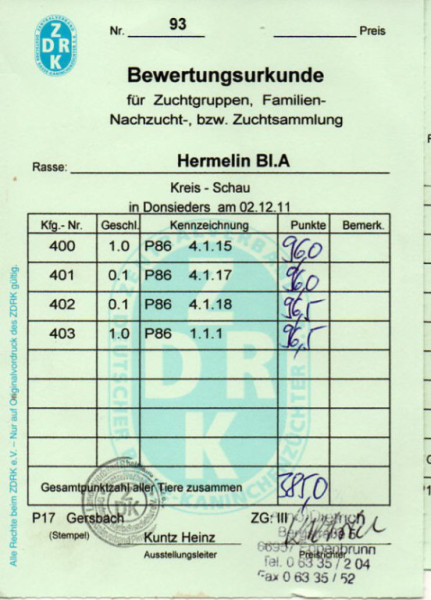 ZDRK
Nr. 93 Preis
Bewertungsurkunde
für Zuchtgruppen, Familien-
Nachzucht-, bzw. Zuchtsammlung
Rasse: Hermelin Bl.A
Kreis - Schau
in Donsieders am 02.12.11
Kfg.- Nr. Geschl. Kennzeichnung Punkte Bemerk.
400 1.0 P86 4.1.15 96,0
401 0.1 P86 4.1.17 96,0
402 0.1 P86 4.1.18 96,5
403 1.0 P86 1.1.1 96,5
Gesamtpunktzahl aller Tiere zusammen 385,0
P17 Gersbach ZG: III
(Stempel) Kuntz Heinz
Ausstellungsleiter Preisrichter
Tel. 0 63 35 / 2 04
Fax 0 63 35 / 52
Alle Rechte beim ZDRK e.V. – Nur auf Originalvordruck des ZDRK gültig.